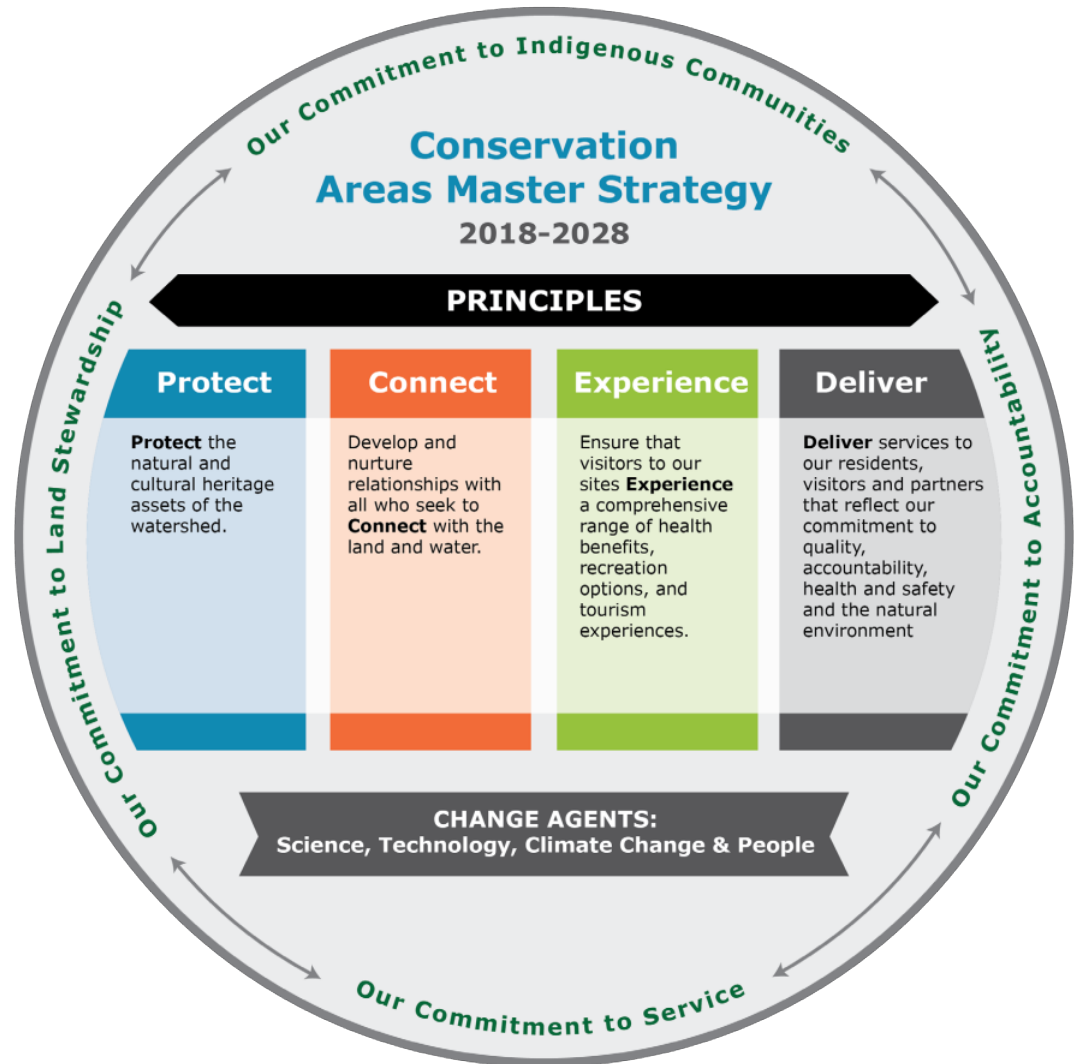 Our Commitment to Indigenous Communities
Conservation
Areas Master Strategy
2018-2028
PRINCIPLES
Protect
Protect the
natural and
cultural heritage
assets of the
watershed.
Connect
Develop and
nurture
relationships with
all who seek to
Connect with the
land and water.
Experience
Ensure that
visitors to our
sites Experience
a comprehensive
range of health
benefits,
recreation
options, and
tourism
experiences.
Deliver
Deliver services to
our residents,
visitors and partners
that reflect our
commitment to
quality,
accountability,
health and safety
and the natural
environment
Our Commitment to Land Stewardship
Our Commitment to Accountability
CHANGE AGENTS:
Science, Technology, Climate Change & People
Our Commitment to Service